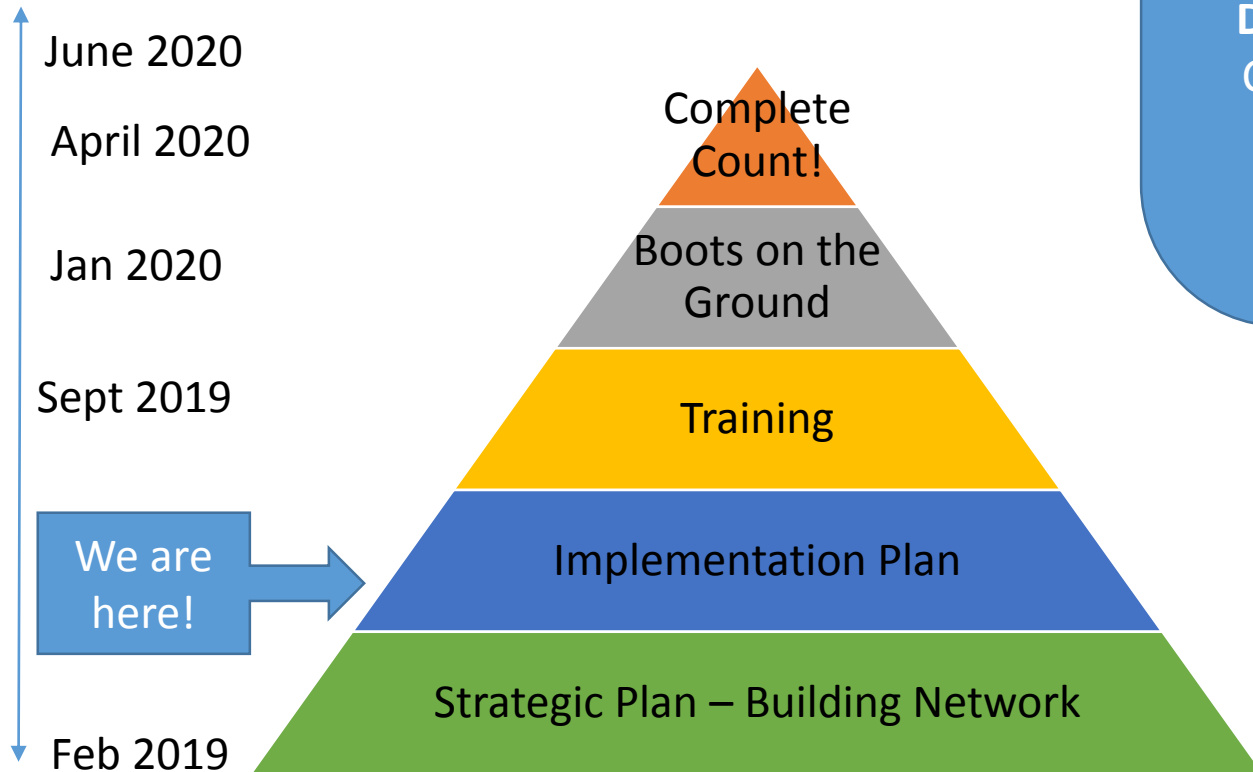 June 2020
April 2020
Jan 2020
Sept 2019
We are
here!
Feb 2019
Complete
Count!
Boots on the
Ground
Training
Implementation Plan
Strategic Plan – Building Network